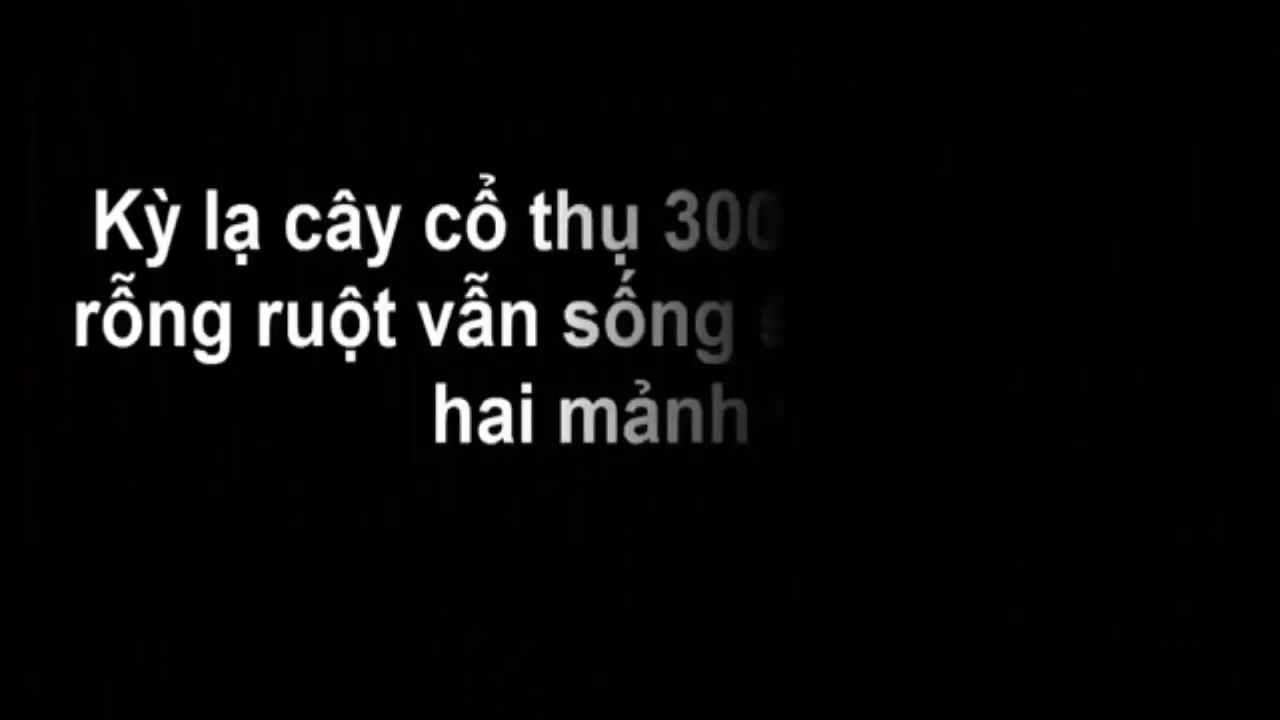 Kỳ lạ cây cổ thụ 300
rỗng ruột vẫn sống
hai mảnh